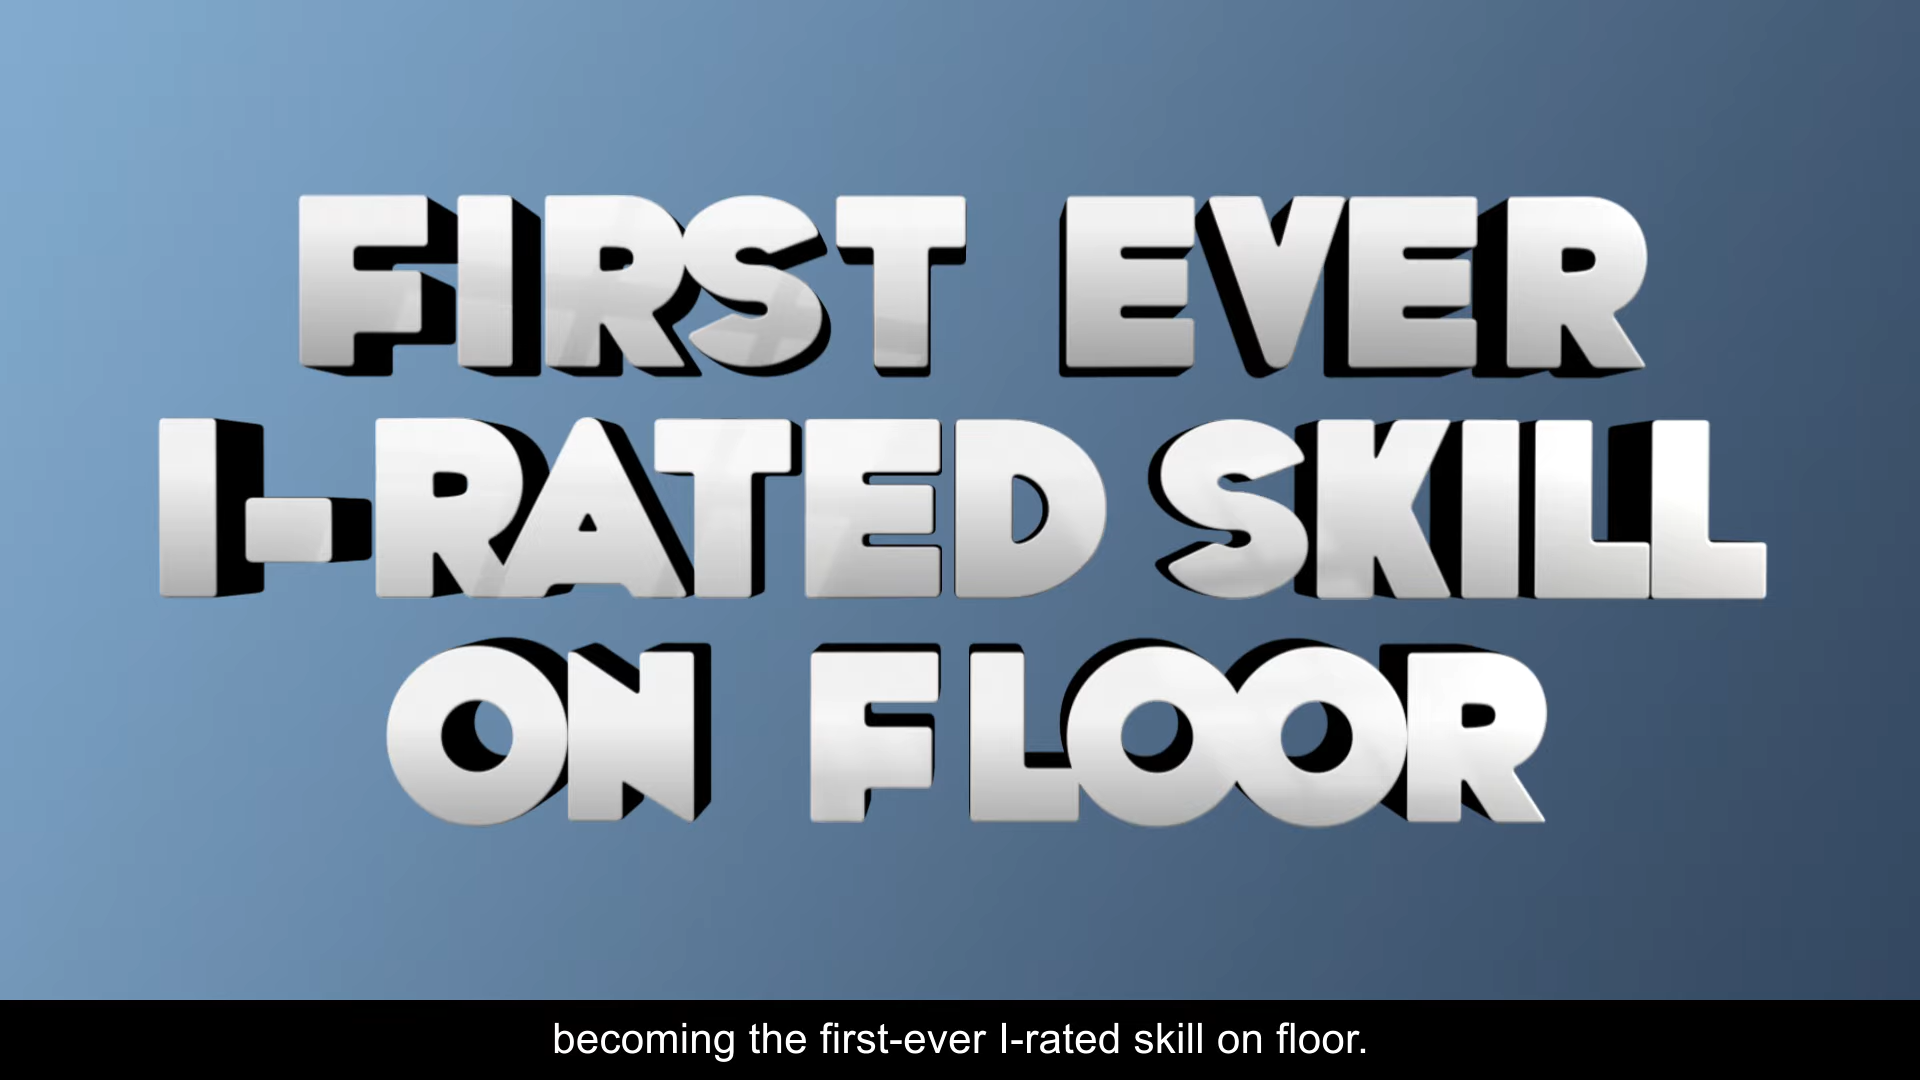 FIRST EVER
I-RATED SKILL
ON FLOOR
becoming the first-ever I-rated skill on floor.